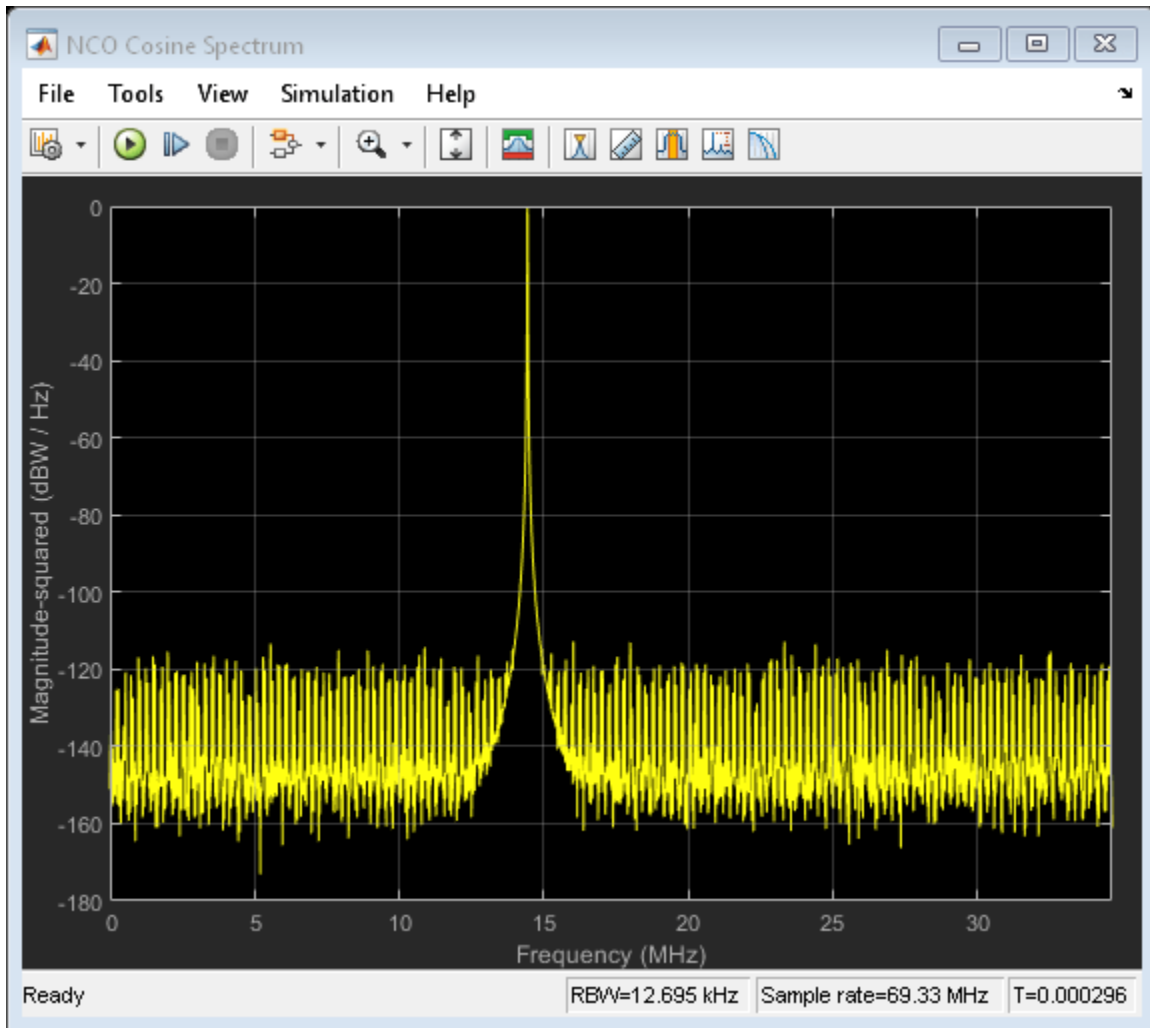 NCO Cosine Spectrum
File Tools View Simulation Help
0
-20
-40
-60
-80
-100
-120
-140
-160
-180
Magnitude-squared (dBW / Hz)
0 5 10 15 20 25 30
Frequency (MHz)
Ready RBW=12.695 kHz Sample rate=69.33 MHz T=0.000296